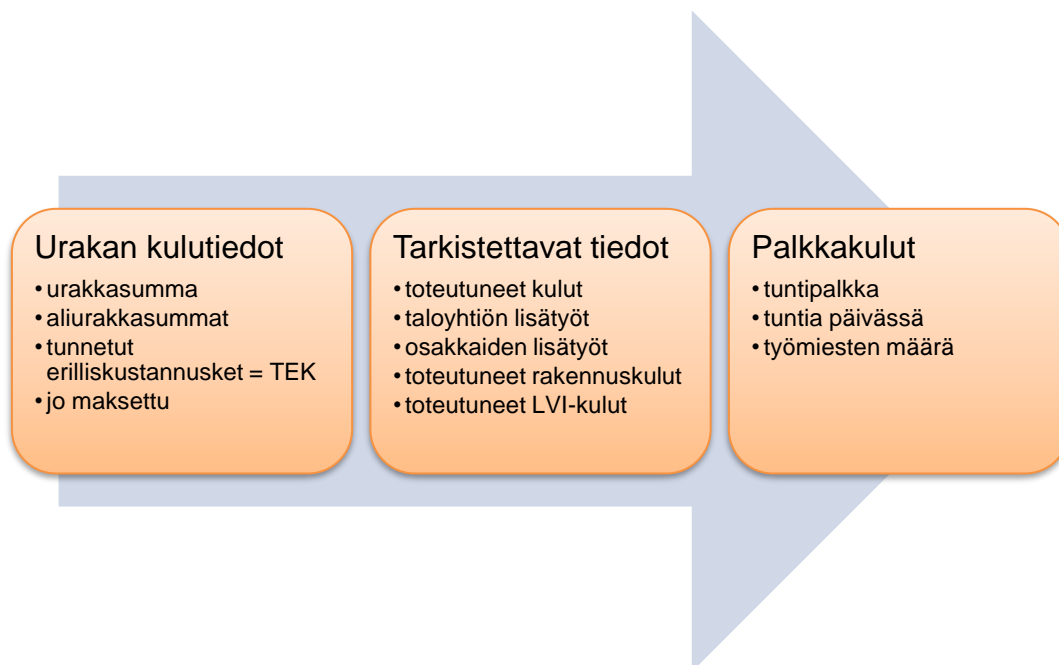 Urakan kulutiedot
• urakkasumma
• aliurakkasummat
• tunnetut
erilliskustannusket = TEK
• jo maksettu
Tarkistettavat tiedot
• toteutuneet kulut
• taloyhtiön lisätyöt
• osakkaiden lisätyöt
• toteutuneet rakennuskulut
• toteutuneet LVI-kulut
Palkkakulut
• tuntipalkka
• tuntia päivässä
• työmiesten määrä